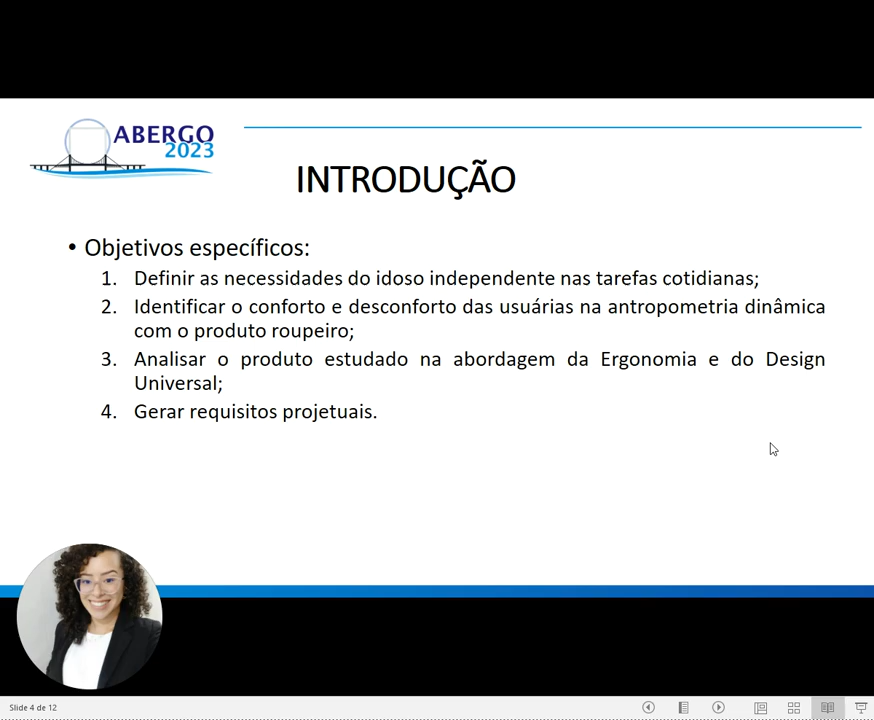 ABERGO
2023
INTRODUÇÃO
• Objetivos específicos:
1. Definir as necessidades do idoso independente nas tarefas cotidianas;
2. Identificar o conforto e desconforto das usuárias na antropometria dinâmica
com o produto roupeiro;
3. Analisar o produto estudado na abordagem da Ergonomia e do Design
Universal;
4. Gerar requisitos projetuais.
Slide 4 de 12